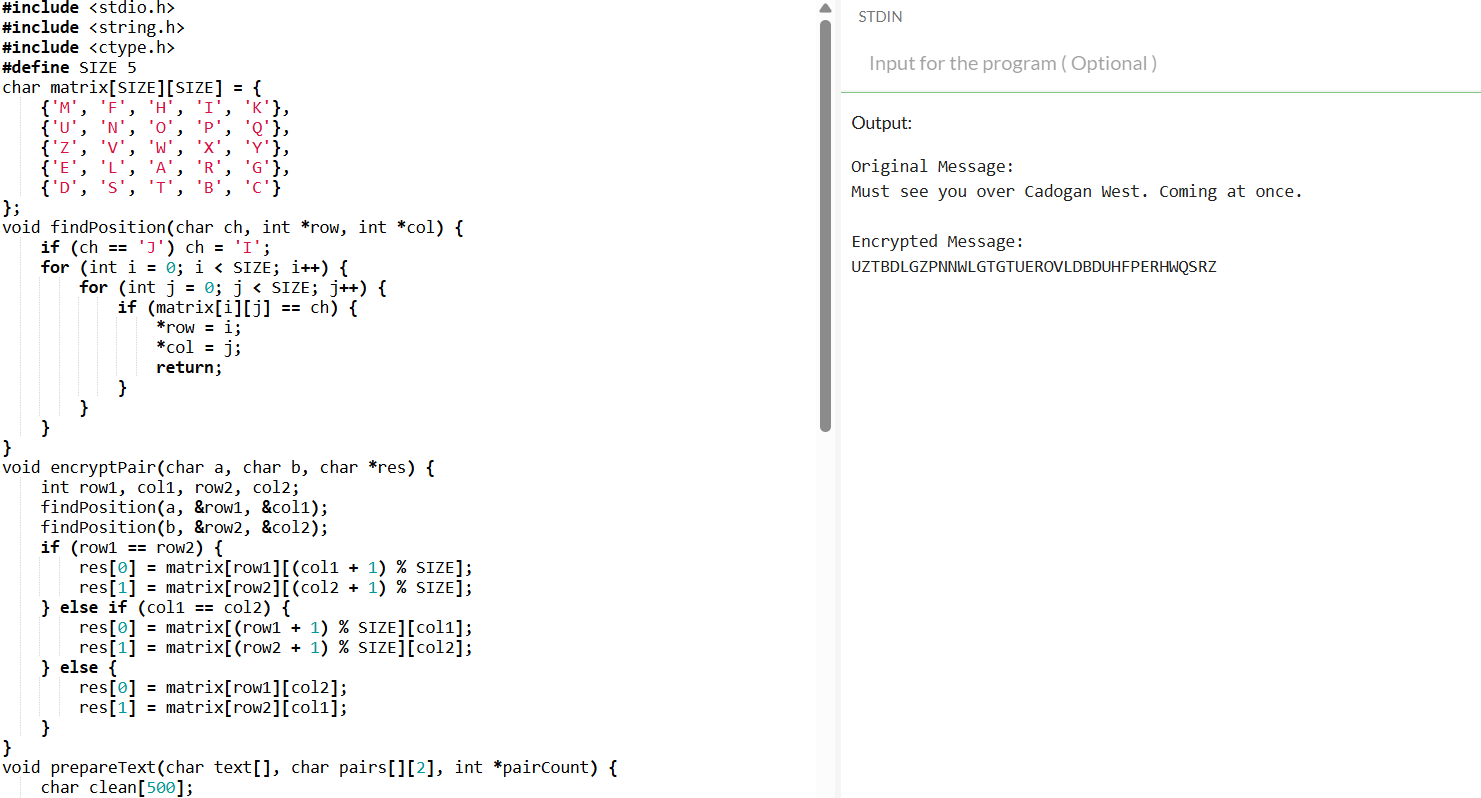 #include <stdio.h>
#include <string.h>
#include <ctype.h>
#define SIZE 5
char matrix[SIZE][SIZE] = {
    {'M', 'F', 'H', 'I', 'K'},
    {'U', 'N', 'O', 'P', 'Q'},
    {'Z', 'V', 'W', 'X', 'Y'},
    {'E', 'L', 'A', 'R', 'G'},
    {'D', 'S', 'T', 'B', 'C'}
};
void findPosition(char ch, int *row, int *col) {
    if (ch == 'J') ch = 'I';
    for (int i = 0; i < SIZE; i++) {
        for (int j = 0; j < SIZE; j++) {
            if (matrix[i][j] == ch) {
                *row = i;
                *col = j;
                return;
            }
        }
    }
}
void encryptPair(char a, char b, char *res) {
    int row1, col1, row2, col2;
    findPosition(a, &row1, &col1);
    findPosition(b, &row2, &col2);
    if (row1 == row2) {
        res[0] = matrix[row1][(col1 + 1) % SIZE];
        res[1] = matrix[row2][(col2 + 1) % SIZE];
    } else if (col1 == col2) {
        res[0] = matrix[(row1 + 1) % SIZE][col1];
        res[1] = matrix[(row2 + 1) % SIZE][col2];
    } else {
        res[0] = matrix[row1][col2];
        res[1] = matrix[row2][col1];
    }
}
void prepareText(char text[], char pairs[][2], int *pairCount) {
    char clean[500];
STDIN
Input for the program ( Optional )
Output:
Original Message:
Must see you over Cadogan West. Coming at once.
Encrypted Message:
UZTBDLGZPNNWLGTGTUEROVLDBDUHFPERHWQSRZ